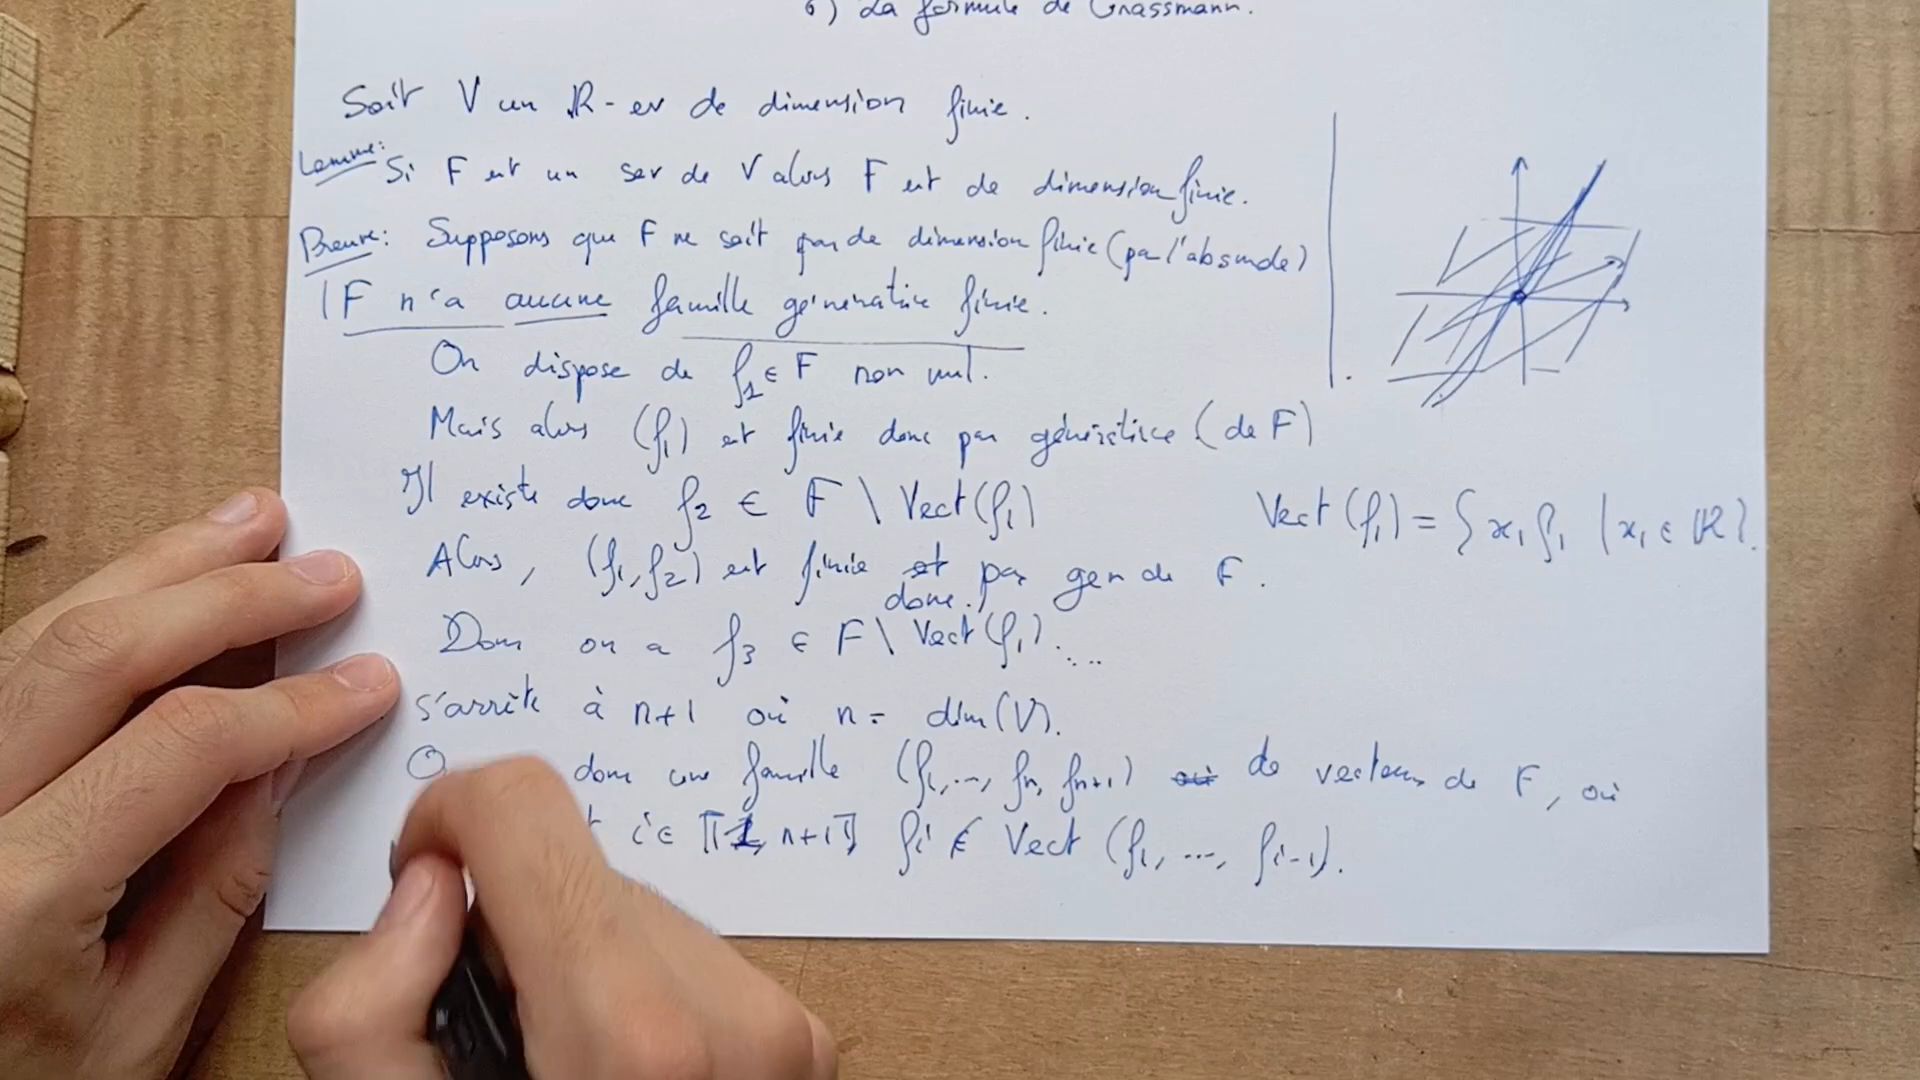 6) La formule de Grassmann.
Soit V un ℝ-ev de dimension finie.
Lemme: Si F est un sev de V alors F est de dimension finie.
Preuve: Supposons que F ne soit pas de dimension finie (par l'absurde)
F n'a aucune famille génératrice finie.
On dispose de f₁ ∈ F non nul.
Mais alors (f₁) est finie donc pas génératrice (de F)
Il existe donc f₂ ∈ F \ Vect(f₁)
Vect(f₁) = {x₁f₁ | x₁ ∈ ℝ}.
Alors, (f₁, f₂) est finie donc pas gen de F.
Donc on a f₃ ∈ F \ Vect(f₁)...
s'arrête à n+1 où n = dim(V).
donc une famille (f₁, ..., fₙ, fₙ₊₁) de vecteurs de F, où
i ∈ ⟦1, n+1⟧ fᵢ ∉ Vect (f₁, ..., fᵢ₋₁).